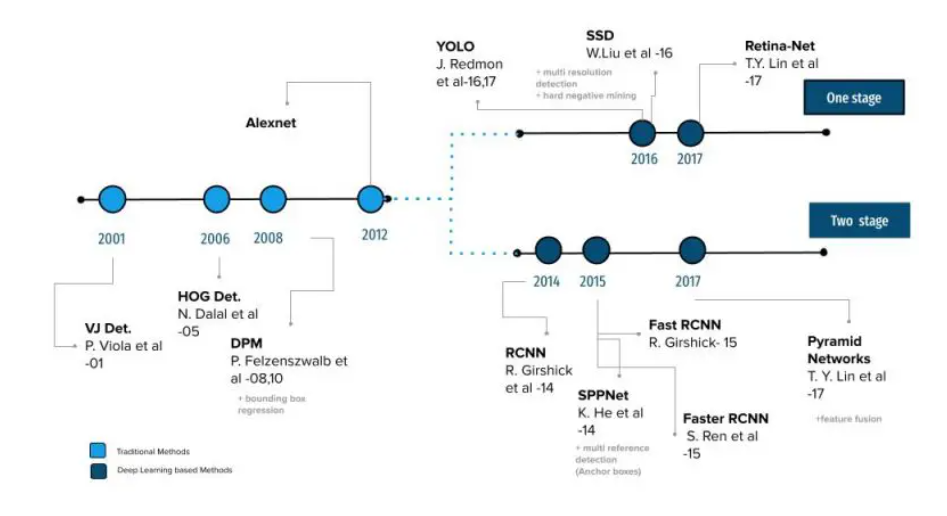 YOLO
J. Redmon
et al-16,17
SSD
W.Liu et al -16
+ multi resolution
detection
+ hard negative mining
Retina-Net
T.Y. Lin et al
-17
One stage
Alexnet
2016
2017
2001
2006
2008
2012
Two stage
2014
2015
2017
VJ Det.
P. Viola et al
-01
HOG Det.
N. Dalal et al
-05
DPM
P. Felzenszwalb et
al -08,10
+ bounding box
regression
RCNN
R. Girshick
et al -14
Fast RCNN
R. Girshick- 15
SPPNet
K. He et al
-14
+ multi reference
detection
(Anchor boxes)
Faster RCNN
S. Ren et al
-15
Pyramid
Networks
T. Y. Lin et al
-17
+feature fusion
Traditional Methods
Deep Learning based Methods